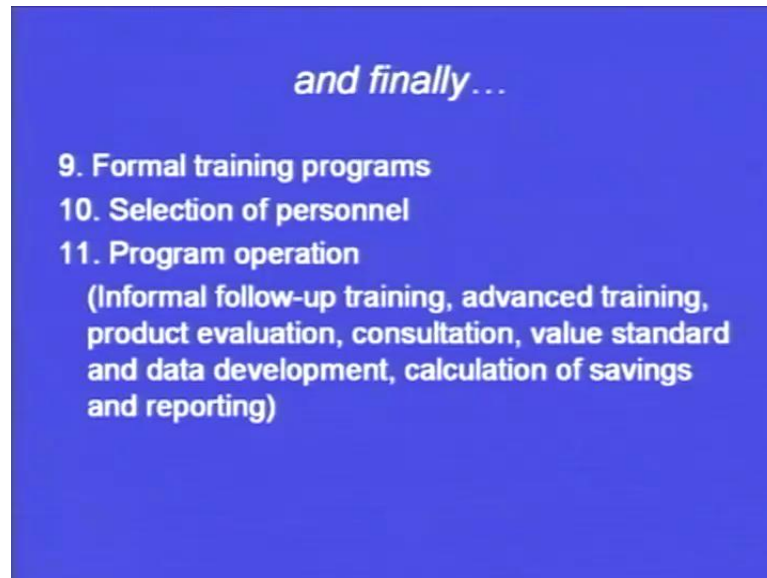 and finally…
9. Formal training programs
10. Selection of personnel
11. Program operation
(Informal follow-up training, advanced training,
product evaluation, consultation, value standard
and data development, calculation of savings
and reporting)